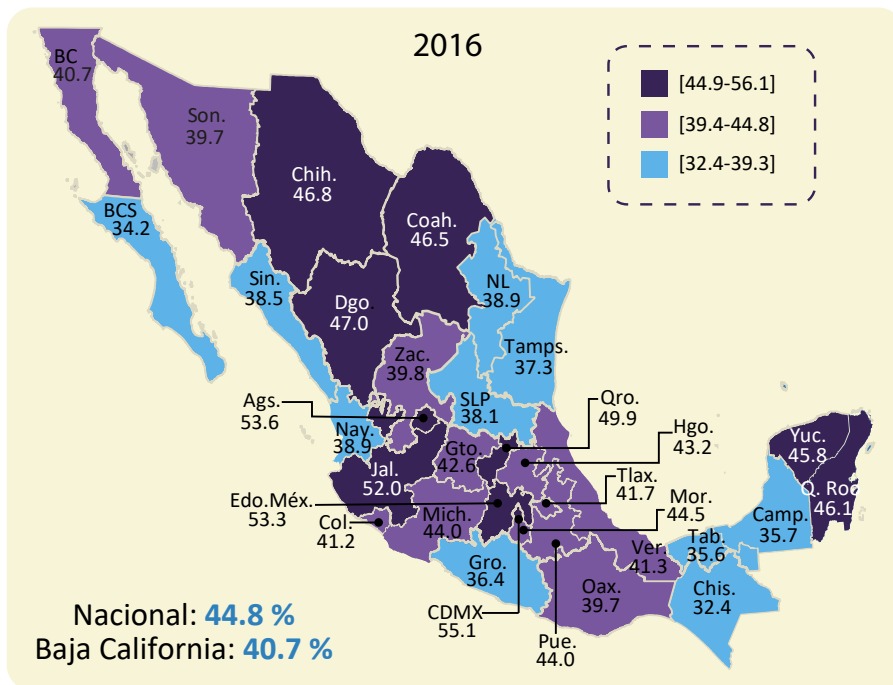 2016
[44.9-56.1]
[39.4-44.8]
[32.4-39.3]
BC
40.7
Son.
39.7
Chih.
46.8
Coah.
46.5
BCS
34.2
Sin.
38.5
NL
38.9
Dgo.
47.0
Tamps.
37.3
Zac.
39.8
SLP
38.1
Ags.
53.6
Qro.
49.9
Nay.
38.9
Hgo.
43.2
Yuc.
45.8
Gto.
42.6
Jal.
52.0
Tlax.
41.7
Q. Roo
46.1
Edo.Méx.
53.3
Mor.
44.5
Camp.
35.7
Col.
41.2
Mich.
44.0
Ver.
41.3
Tab.
35.6
Gro.
36.4
Oax.
39.7
Chis.
32.4
CDMX
55.1
Pue.
44.0
Nacional: 44.8 %
Baja California: 40.7 %